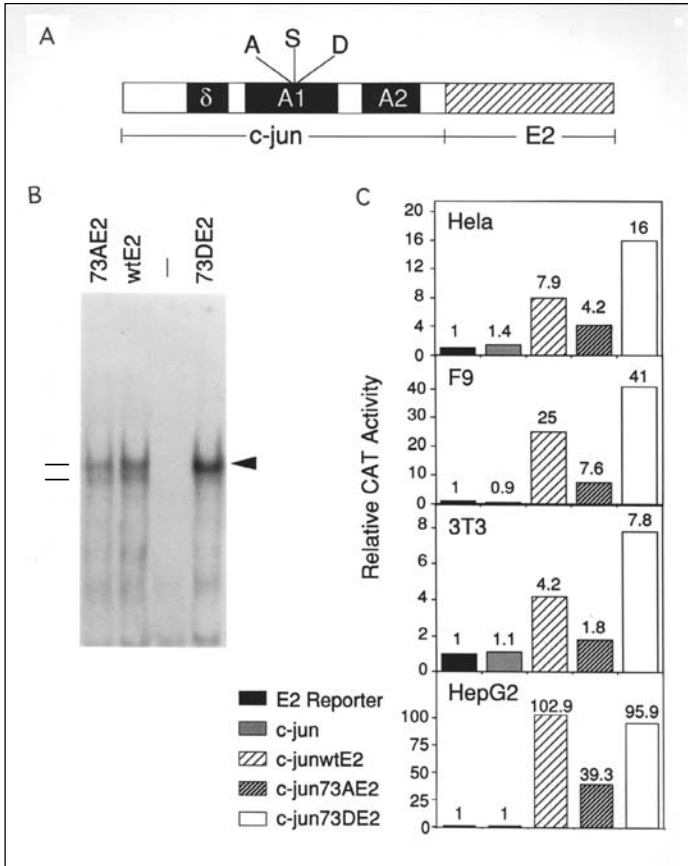 A
A S D
δ A1 A2
c-jun E2
B
73AE2
wtE2
—
73DE2
C
Relative CAT Activity
Hela
20
16
12
8
4
0
1
1.4
7.9
4.2
16
F9
40
30
20
10
0
1
0.9
25
7.6
41
3T3
8
6
4
2
0
1
1.1
4.2
1.8
7.8
HepG2
100
75
50
25
0
1
1
102.9
39.3
95.9
E2 Reporter
c-jun
c-junwtE2
c-jun73AE2
c-jun73DE2